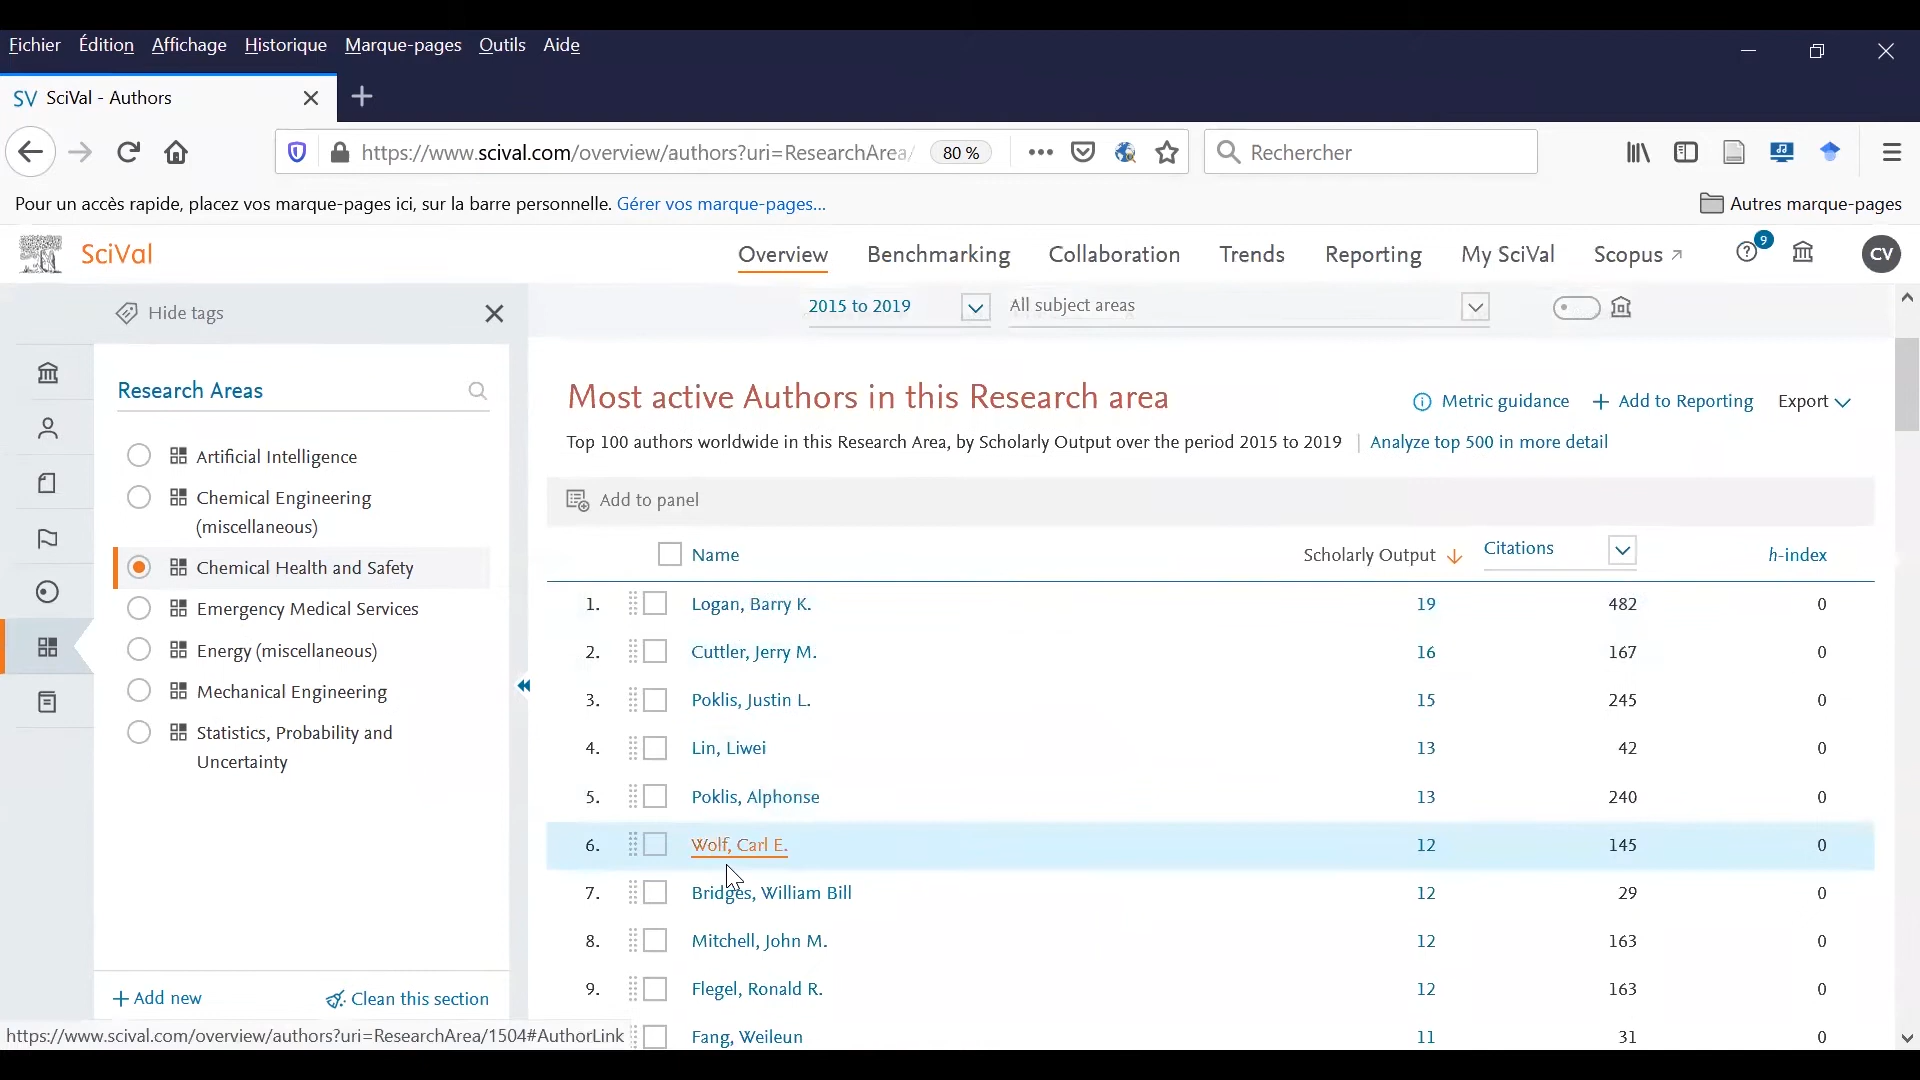 Fichier Édition Affichage Historique Marque-pages Outils Aide
SV SciVal - Authors
https://www.scival.com/overview/authors?uri=ResearchArea/ 80 % Rechercher
Pour un accès rapide, placez vos marque-pages ici, sur la barre personnelle. Gérer vos marque-pages... Autres marque-pages
SciVal Overview Benchmarking Collaboration Trends Reporting My SciVal Scopus 9 CV
Hide tags 2015 to 2019 All subject areas
Research Areas
Artificial Intelligence
Chemical Engineering
(miscellaneous)
Chemical Health and Safety
Emergency Medical Services
Energy (miscellaneous)
Mechanical Engineering
Statistics, Probability and
Uncertainty
+ Add new Clean this section
Most active Authors in this Research area
Metric guidance + Add to Reporting Export
Top 100 authors worldwide in this Research Area, by Scholarly Output over the period 2015 to 2019 | Analyze top 500 in more detail
Add to panel
Name Scholarly Output Citations h-index
1. Logan, Barry K. 19 482 0
2. Cuttler, Jerry M. 16 167 0
3. Poklis, Justin L. 15 245 0
4. Lin, Liwei 13 42 0
5. Poklis, Alphonse 13 240 0
6. Wolf, Carl E. 12 145 0
7. Bridges, William Bill 12 29 0
8. Mitchell, John M. 12 163 0
9. Flegel, Ronald R. 12 163 0
Fang, Weileun 11 31 0
https://www.scival.com/overview/authors?uri=ResearchArea/1504#AuthorLink